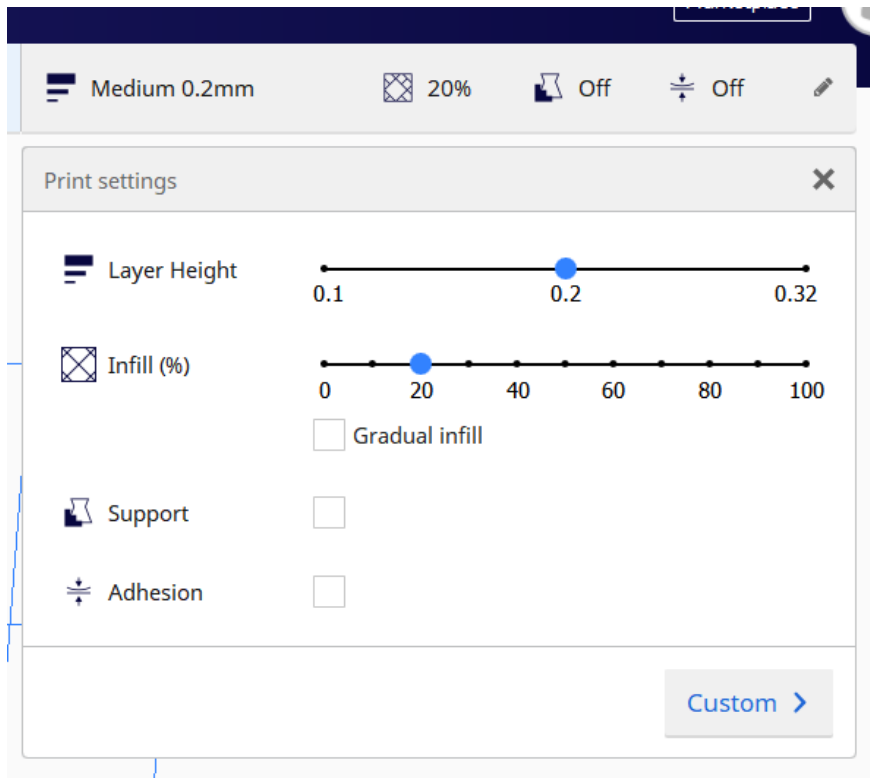 Medium 0.2mm 20% Off Off
Print settings
Layer Height
0.1 0.2 0.32
Infill (%)
0 20 40 60 80 100
Gradual infill
Support
Adhesion
Custom